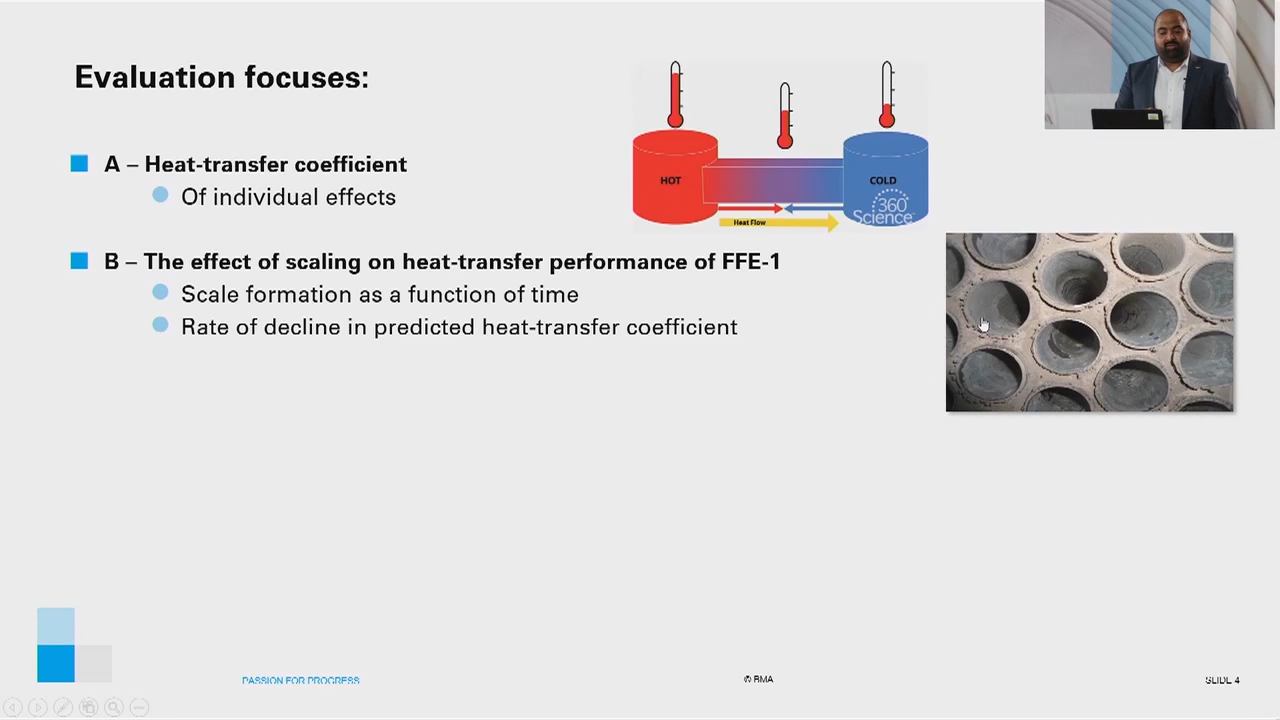 Evaluation focuses:
A – Heat-transfer coefficient
Of individual effects
HOT
COLD
360
Science
Heat Flow
B – The effect of scaling on heat-transfer performance of FFE-1
Scale formation as a function of time
Rate of decline in predicted heat-transfer coefficient
PASSION FOR PROGRESS
© BMA
SLIDE 4